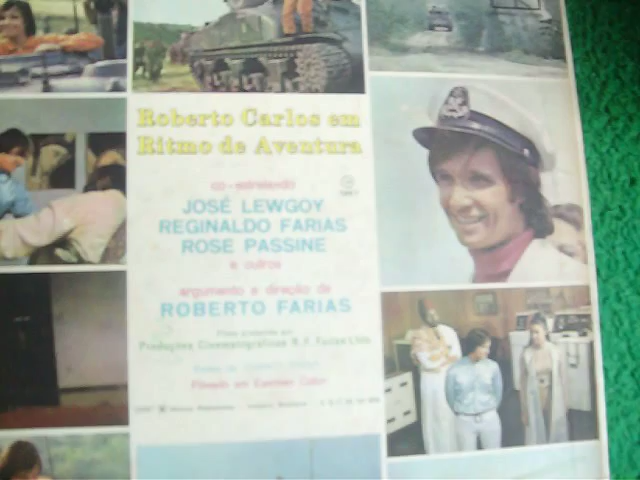 Roberto Carlos em
Ritmo de Aventura
co-estrelando
JOSÉ LEWGOY
REGINALDO FARIAS
ROSE PASSINE
e outros
argumento e direção de
ROBERTO FARIAS
Produções Cinematográficas R. F. Farias Ltda
Filmado em Eastman Color